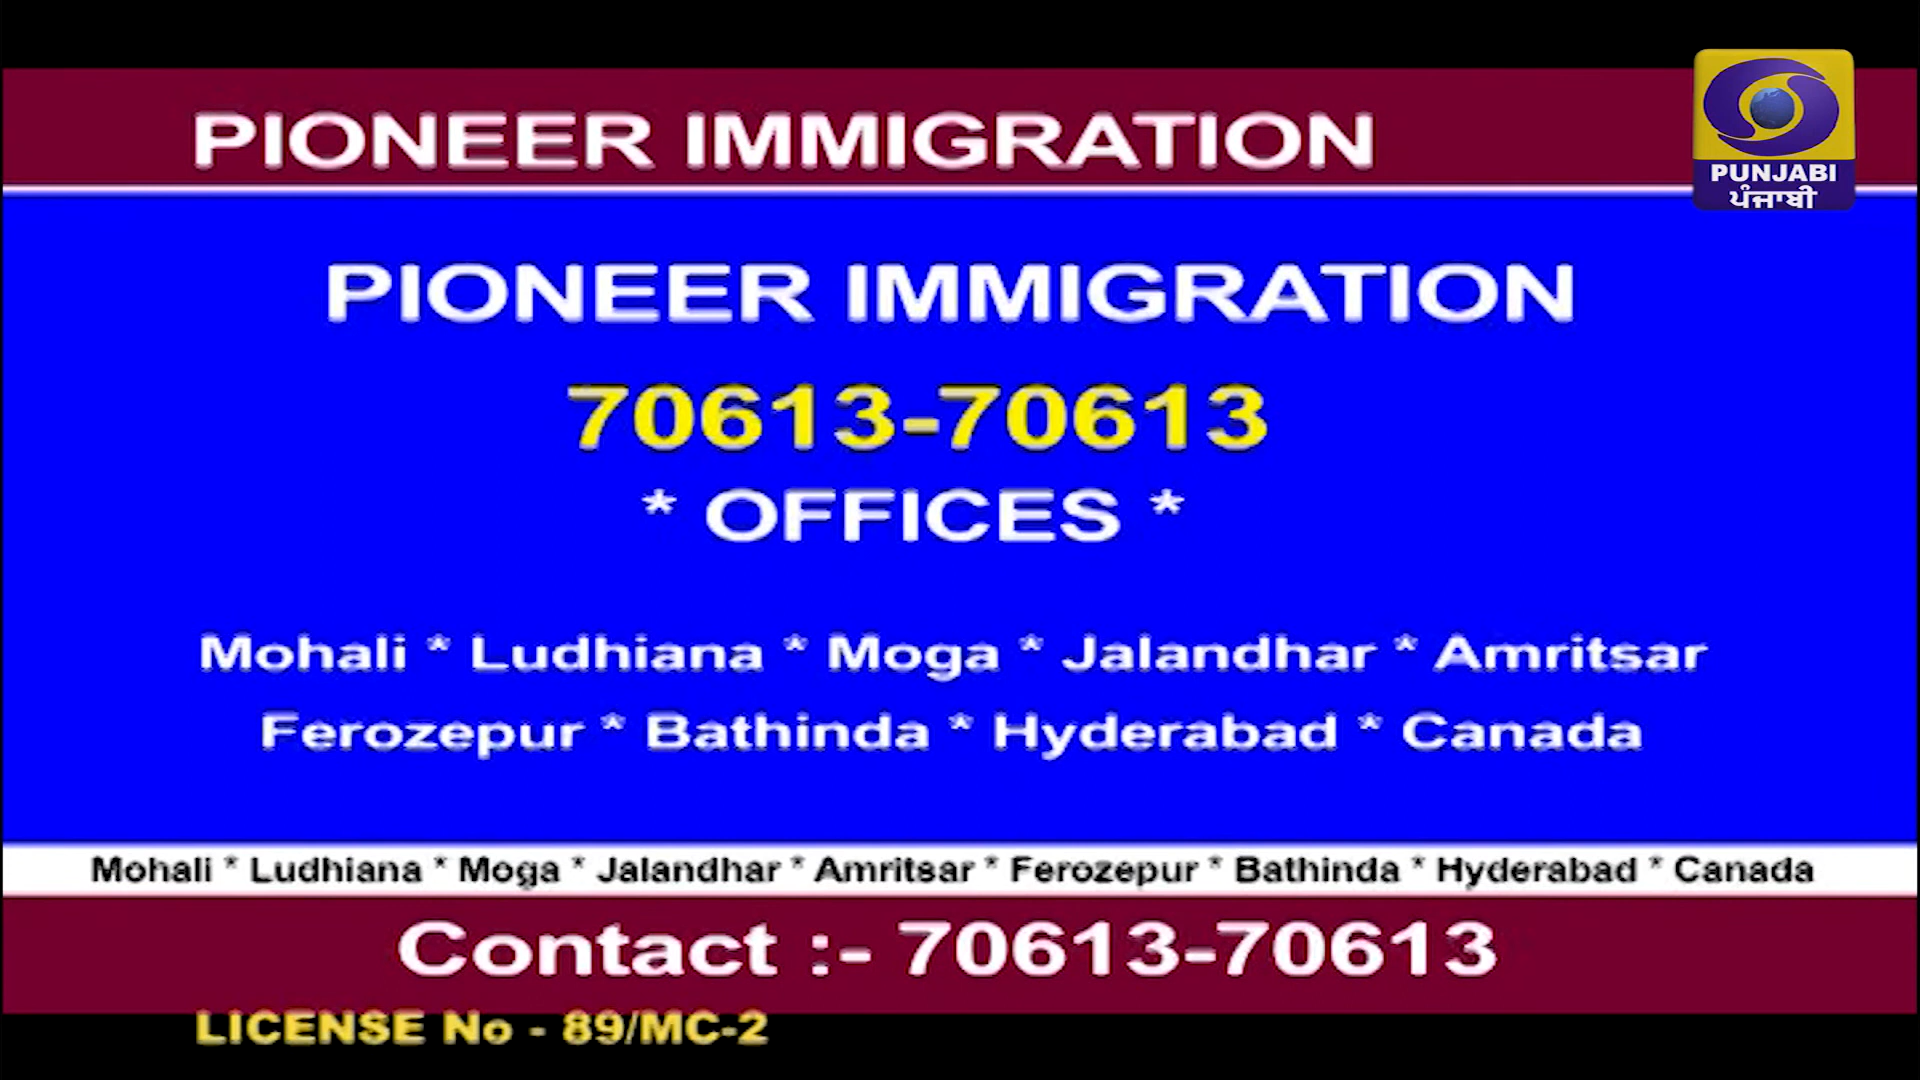 PIONEER IMMIGRATION
PUNJABI
ਪੰਜਾਬੀ
PIONEER IMMIGRATION
70613-70613
* OFFICES *
Mohali * Ludhiana * Moga * Jalandhar * Amritsar
Ferozepur * Bathinda * Hyderabad * Canada
Mohali * Ludhiana * Moga * Jalandhar * Amritsar * Ferozepur * Bathinda * Hyderabad * Canada
Contact :- 70613-70613
LICENSE No - 89/MC-2